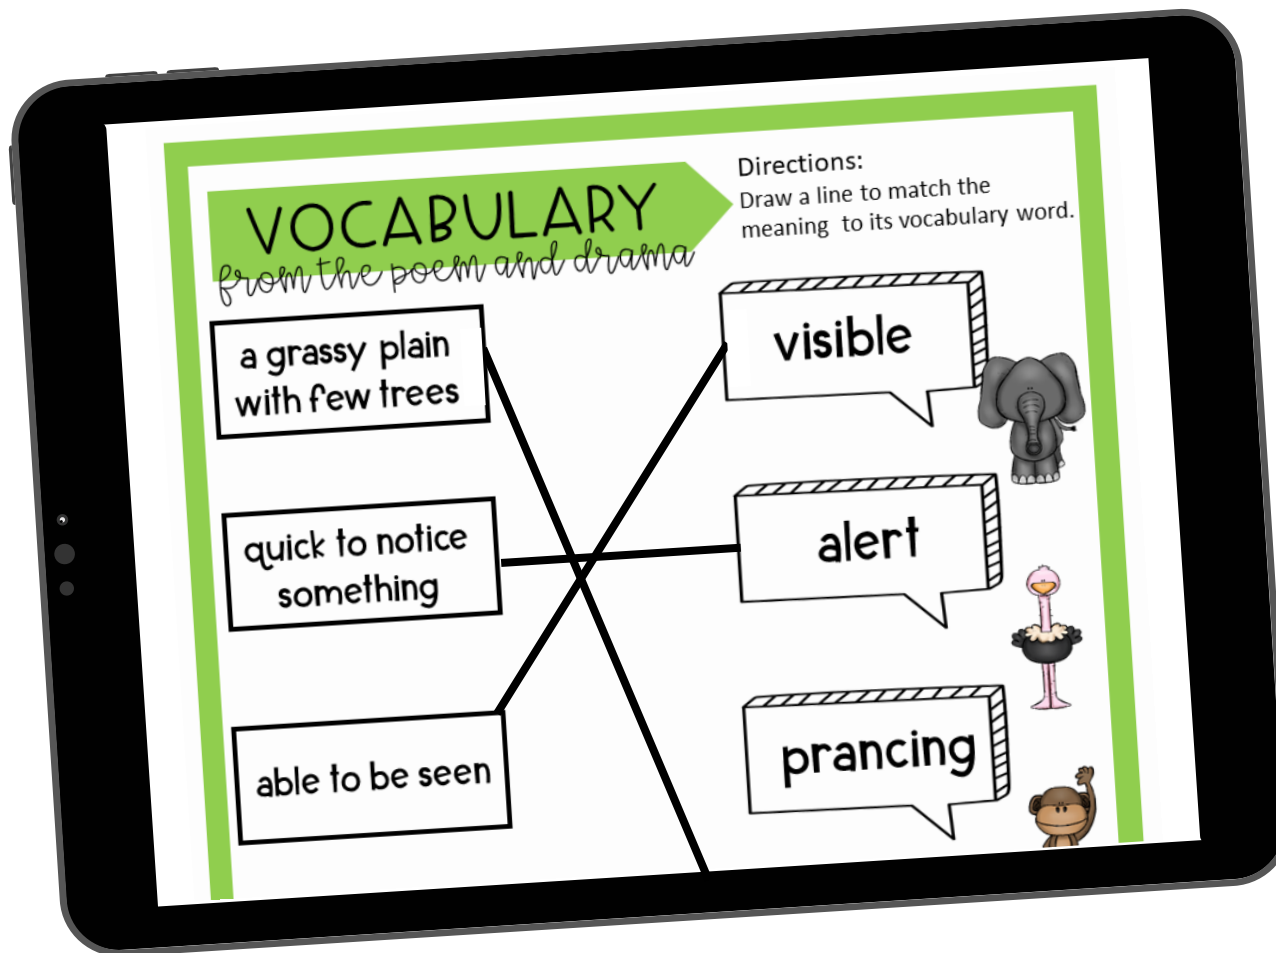 VOCABULARY
from the poem and drama
Directions:
Draw a line to match the
meaning to its vocabulary word.
a grassy plain
with few trees
visible
quick to notice
something
alert
able to be seen
prancing